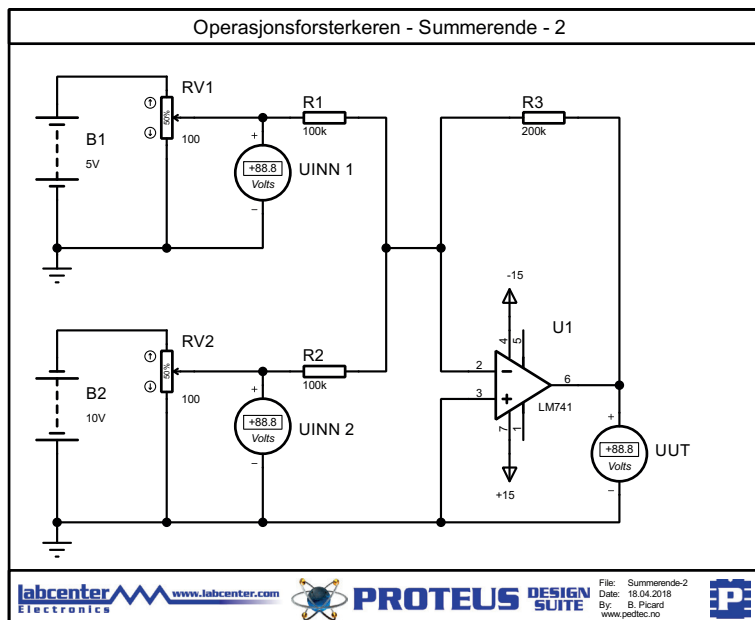 Operasjonsforsterkeren - Summerende - 2
RV1
50%
100
B1
5V
R1
100k
+
+88.8
Volts
−
UINN 1
R3
200k
RV2
50%
100
B2
10V
R2
100k
+
+88.8
Volts
−
UINN 2
-15
U1
4
5
2
3
6
7
1
LM741
+15
+
+88.8
Volts
−
UUT
labcenter
Electronics
www.labcenter.com
PROTEUS DESIGN SUITE
File: Summerende-2
Date: 18.04.2018
By: B. Picard
www.pedtec.no
P